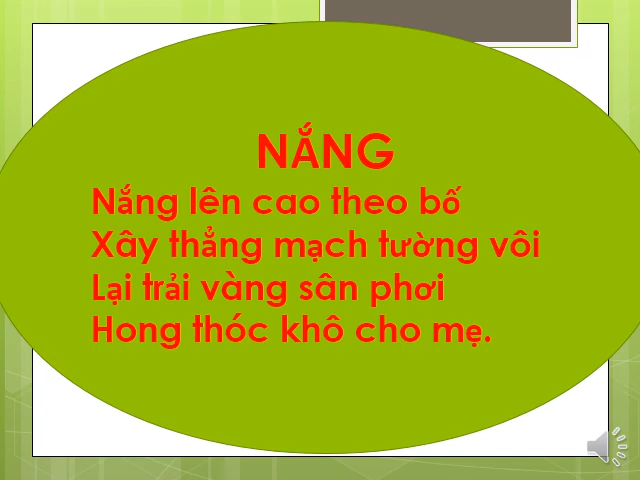 NẮNG
Nắng lên cao theo bố
Xây thẳng mạch tường vôi
Lại trải vàng sân phơi
Hong thóc khô cho mẹ.